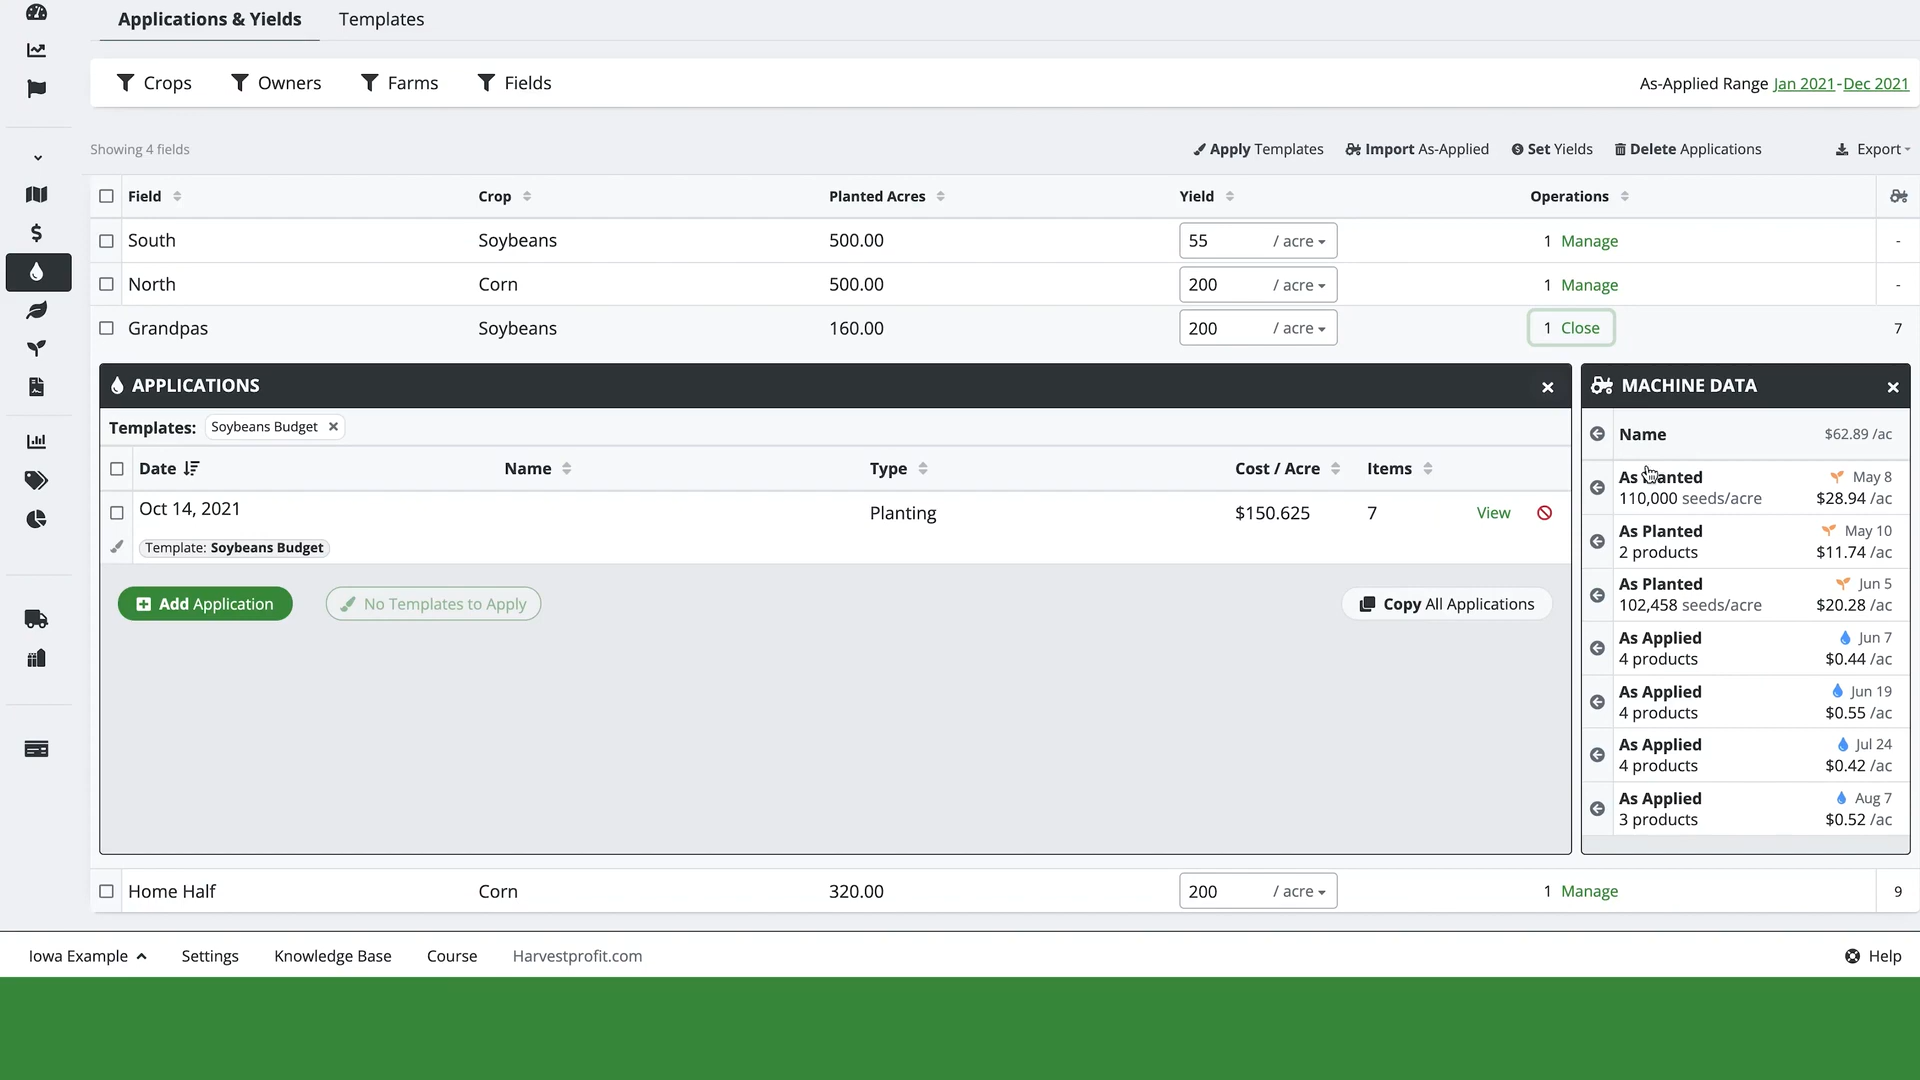 Applications & Yields Templates
Crops Owners Farms Fields As-Applied Range Jan 2021-Dec 2021
Showing 4 fields Apply Templates Import As-Applied Set Yields Delete Applications Export
Field Crop Planted Acres Yield Operations
South Soybeans 500.00 55 / acre 1 Manage -
North Corn 500.00 200 / acre 1 Manage -
Grandpas Soybeans 160.00 200 / acre 1 Close 7
APPLICATIONS
Templates: Soybeans Budget
Date Name Type Cost / Acre Items
Oct 14, 2021 Planting $150.625 7 View
Template: Soybeans Budget
Add Application No Templates to Apply Copy All Applications
MACHINE DATA
Name $62.89 /ac
As Planted May 8
110,000 seeds/acre $28.94 /ac
As Planted May 10
2 products $11.74 /ac
As Planted Jun 5
102,458 seeds/acre $20.28 /ac
As Applied Jun 7
4 products $0.44 /ac
As Applied Jun 19
4 products $0.55 /ac
As Applied Jul 24
4 products $0.42 /ac
As Applied Aug 7
3 products $0.52 /ac
Home Half Corn 320.00 200 / acre 1 Manage 9
Iowa Example Settings Knowledge Base Course Harvestprofit.com Help